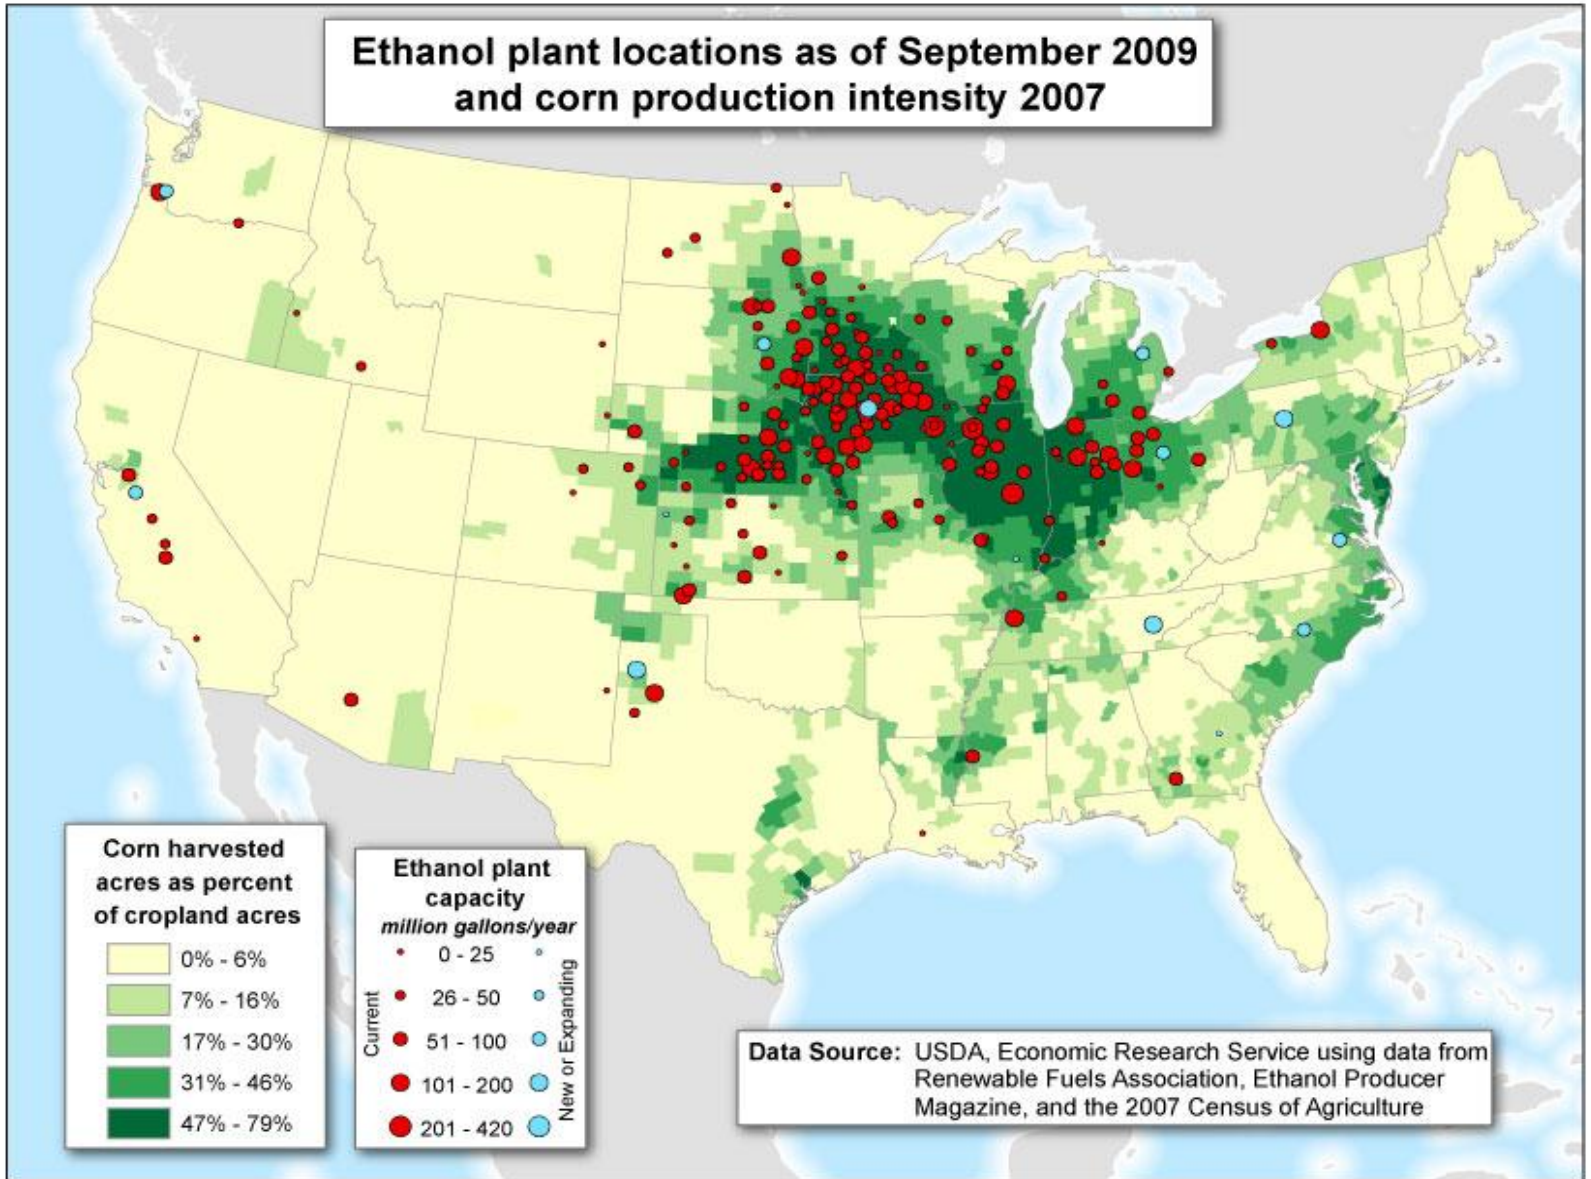 Ethanol plant locations as of September 2009
and corn production intensity 2007
Corn harvested
acres as percent
of cropland acres
0% - 6%
7% - 16%
17% - 30%
31% - 46%
47% - 79%
Ethanol plant
capacity
million gallons/year
0 - 25
26 - 50
51 - 100
101 - 200
201 - 420
Current
New or Expanding
Data Source: USDA, Economic Research Service using data from
Renewable Fuels Association, Ethanol Producer
Magazine, and the 2007 Census of Agriculture